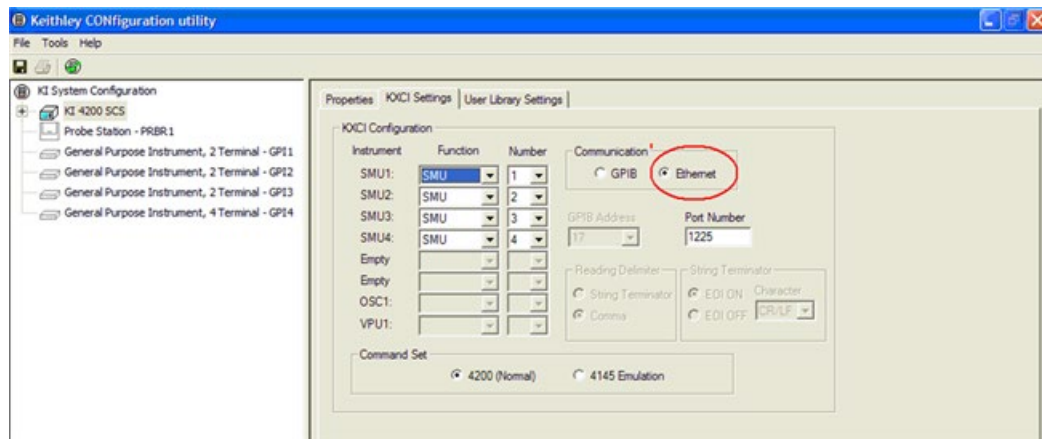 Keithley CONfiguration utility
File Tools Help
KI System Configuration
KI 4200 SCS
Probe Station - PRBR1
General Purpose Instrument, 2 Terminal - GPI1
General Purpose Instrument, 2 Terminal - GPI2
General Purpose Instrument, 2 Terminal - GPI3
General Purpose Instrument, 4 Terminal - GPI4
Properties KXCI Settings User Library Settings
KXCI Configuration
Instrument Function Number
SMU1: SMU 1
SMU2: SMU 2
SMU3: SMU 3
SMU4: SMU 4
Empty
Empty
OSC1:
VPU1:
Communication
GPIB Ethernet
GPIB Address Port Number
17 1225
Reading Delimiter
String Terminator
Comma
String Terminator
EOI ON Character
EOI OFF CR/LF
Command Set
4200 (Normal) 4145 Emulation